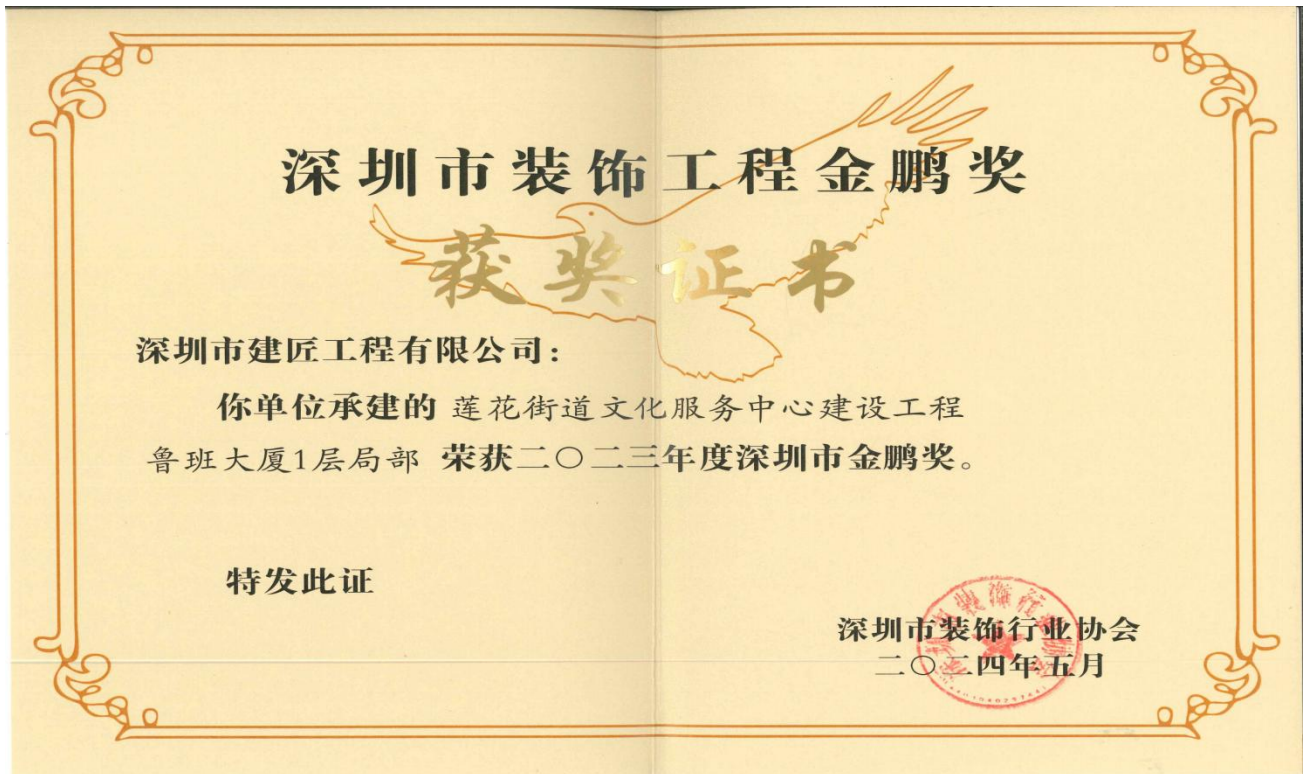 深圳市装饰工程金鹏奖
获奖证书
深圳市建匠工程有限公司：
你单位承建的 莲花街道文化服务中心建设工程
鲁班大厦1层局部 荣获二〇二三年度深圳市金鹏奖。
特发此证
深圳市装饰行业协会
二〇二四年五月